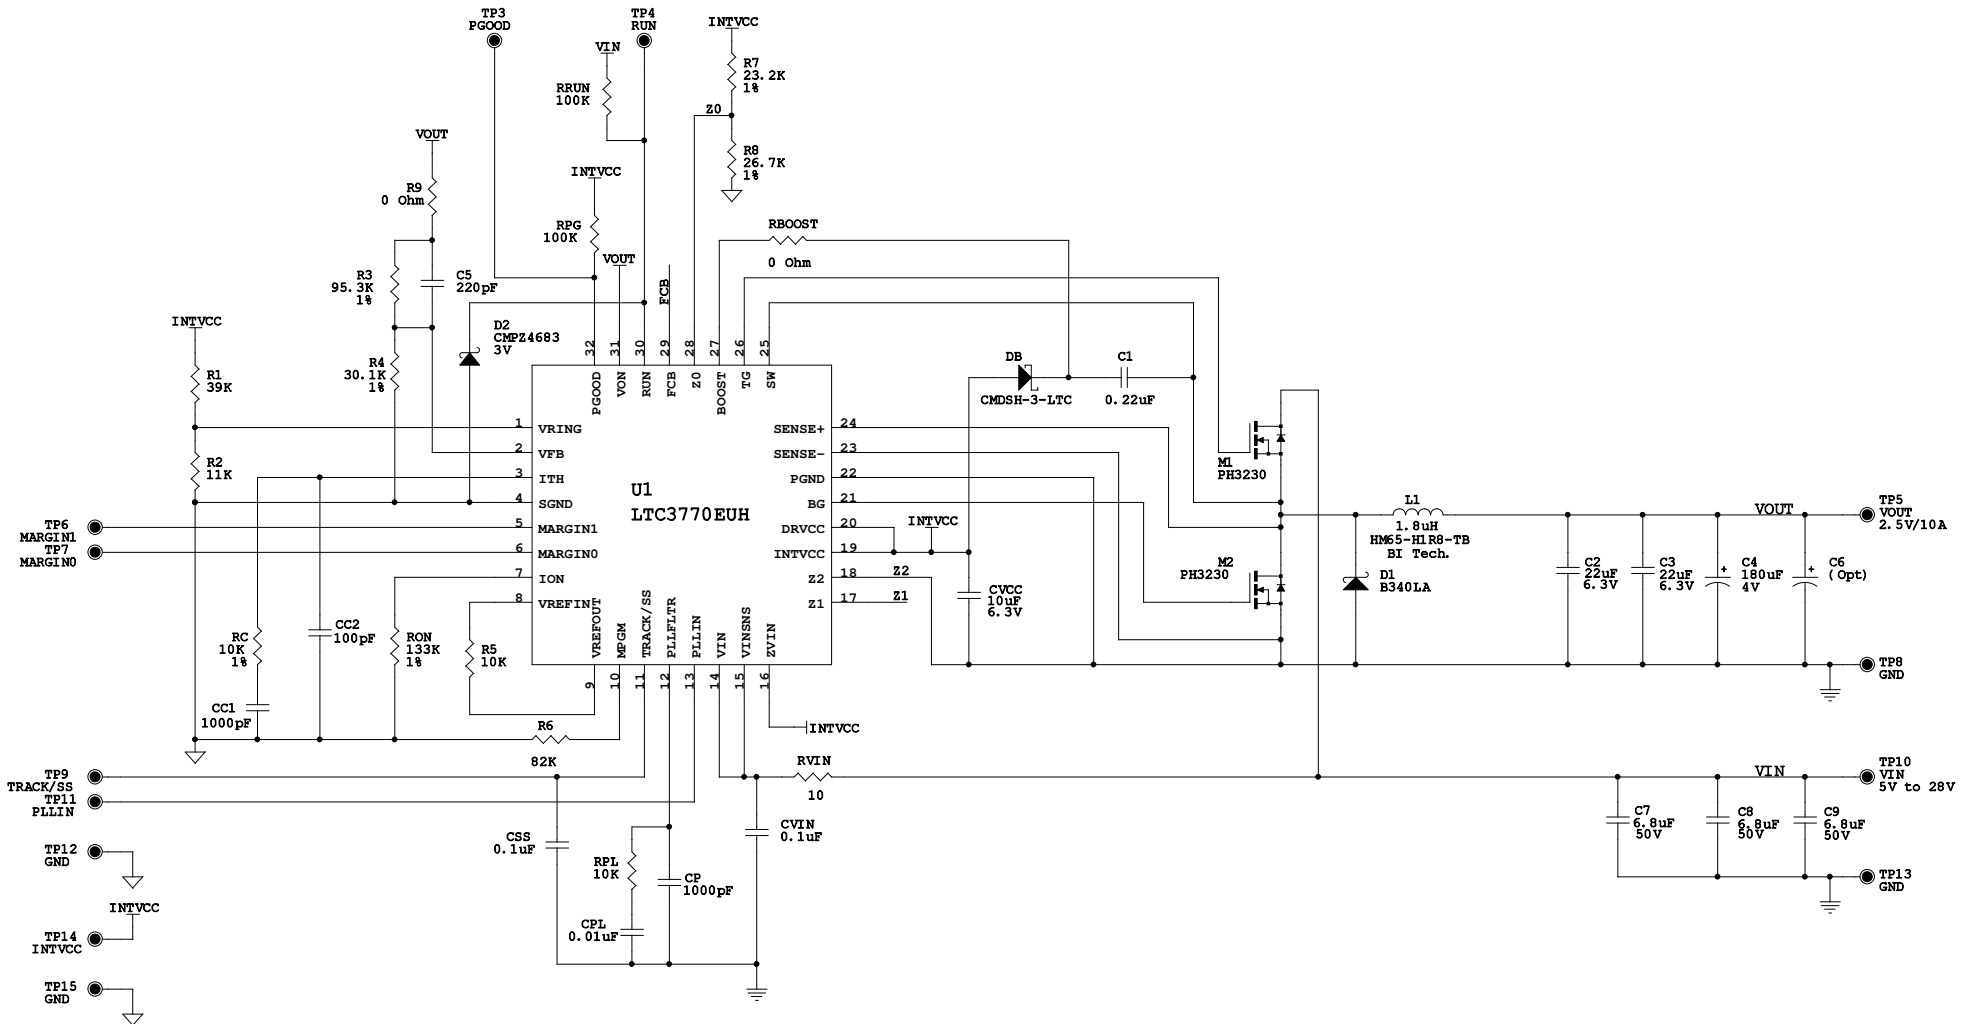 TP3
PGOOD
TP4
RUN
INTVCC
VIN
R7
23.2K
1%
RRUN
100K
Z0
VOUT
R8
26.7K
1%
INTVCC
R9
0 Ohm
RPG
100K
RBOOST
0 Ohm
VOUT
R3
95.3K
1%
C5
220pF
FCB
INTVCC
D2
CMPZ4683
3V
R4
30.1K
1%
R1
39K
32
31
30
29
28
27
26
25
PGOOD
VON
RUN
FCB
Z0
BOOST
TG
SW
DB
CMDSH-3-LTC
C1
0.22uF
1
VRING
2
VFB
3
ITH
4
SGND
5
MARGIN1
6
MARGIN0
7
ION
8
VREFIN
U1
LTC3770EUH
SENSE+
24
SENSE-
23
PGND
22
BG
21
DRVCC
20
INTVCC
19
Z2
18
Z2
Z1
17
Z1
INTVCC
R2
11K
TP6
MARGIN1
TP7
MARGIN0
M1
PH3230
M2
PH3230
L1
1.8uH
HM65-H1R8-TB
BI Tech.
VOUT
TP5
VOUT
2.5V/10A
CVCC
10uF
6.3V
D1
B340LA
C2
22uF
6.3V
C3
22uF
6.3V
+
C4
180uF
4V
+
C6
(Opt)
VREFOUT
MPGM
TRACK/SS
PLLFLTR
PLLIN
VIN
VINSNS
ZVIN
9
10
11
12
13
14
15
16
RC
10K
1%
CC2
100pF
RON
133K
1%
R5
10K
TP8
GND
CC1
1000pF
R6
82K
INTVCC
RVIN
10
TP9
TRACK/SS
TP11
PLLIN
VIN
TP10
VIN
5V to 28V
CSS
0.1uF
CVIN
0.1uF
C7
6.8uF
50V
C8
6.8uF
50V
C9
6.8uF
50V
TP12
GND
RPL
10K
CP
1000pF
TP13
GND
INTVCC
TP14
INTVCC
CPL
0.01uF
TP15
GND